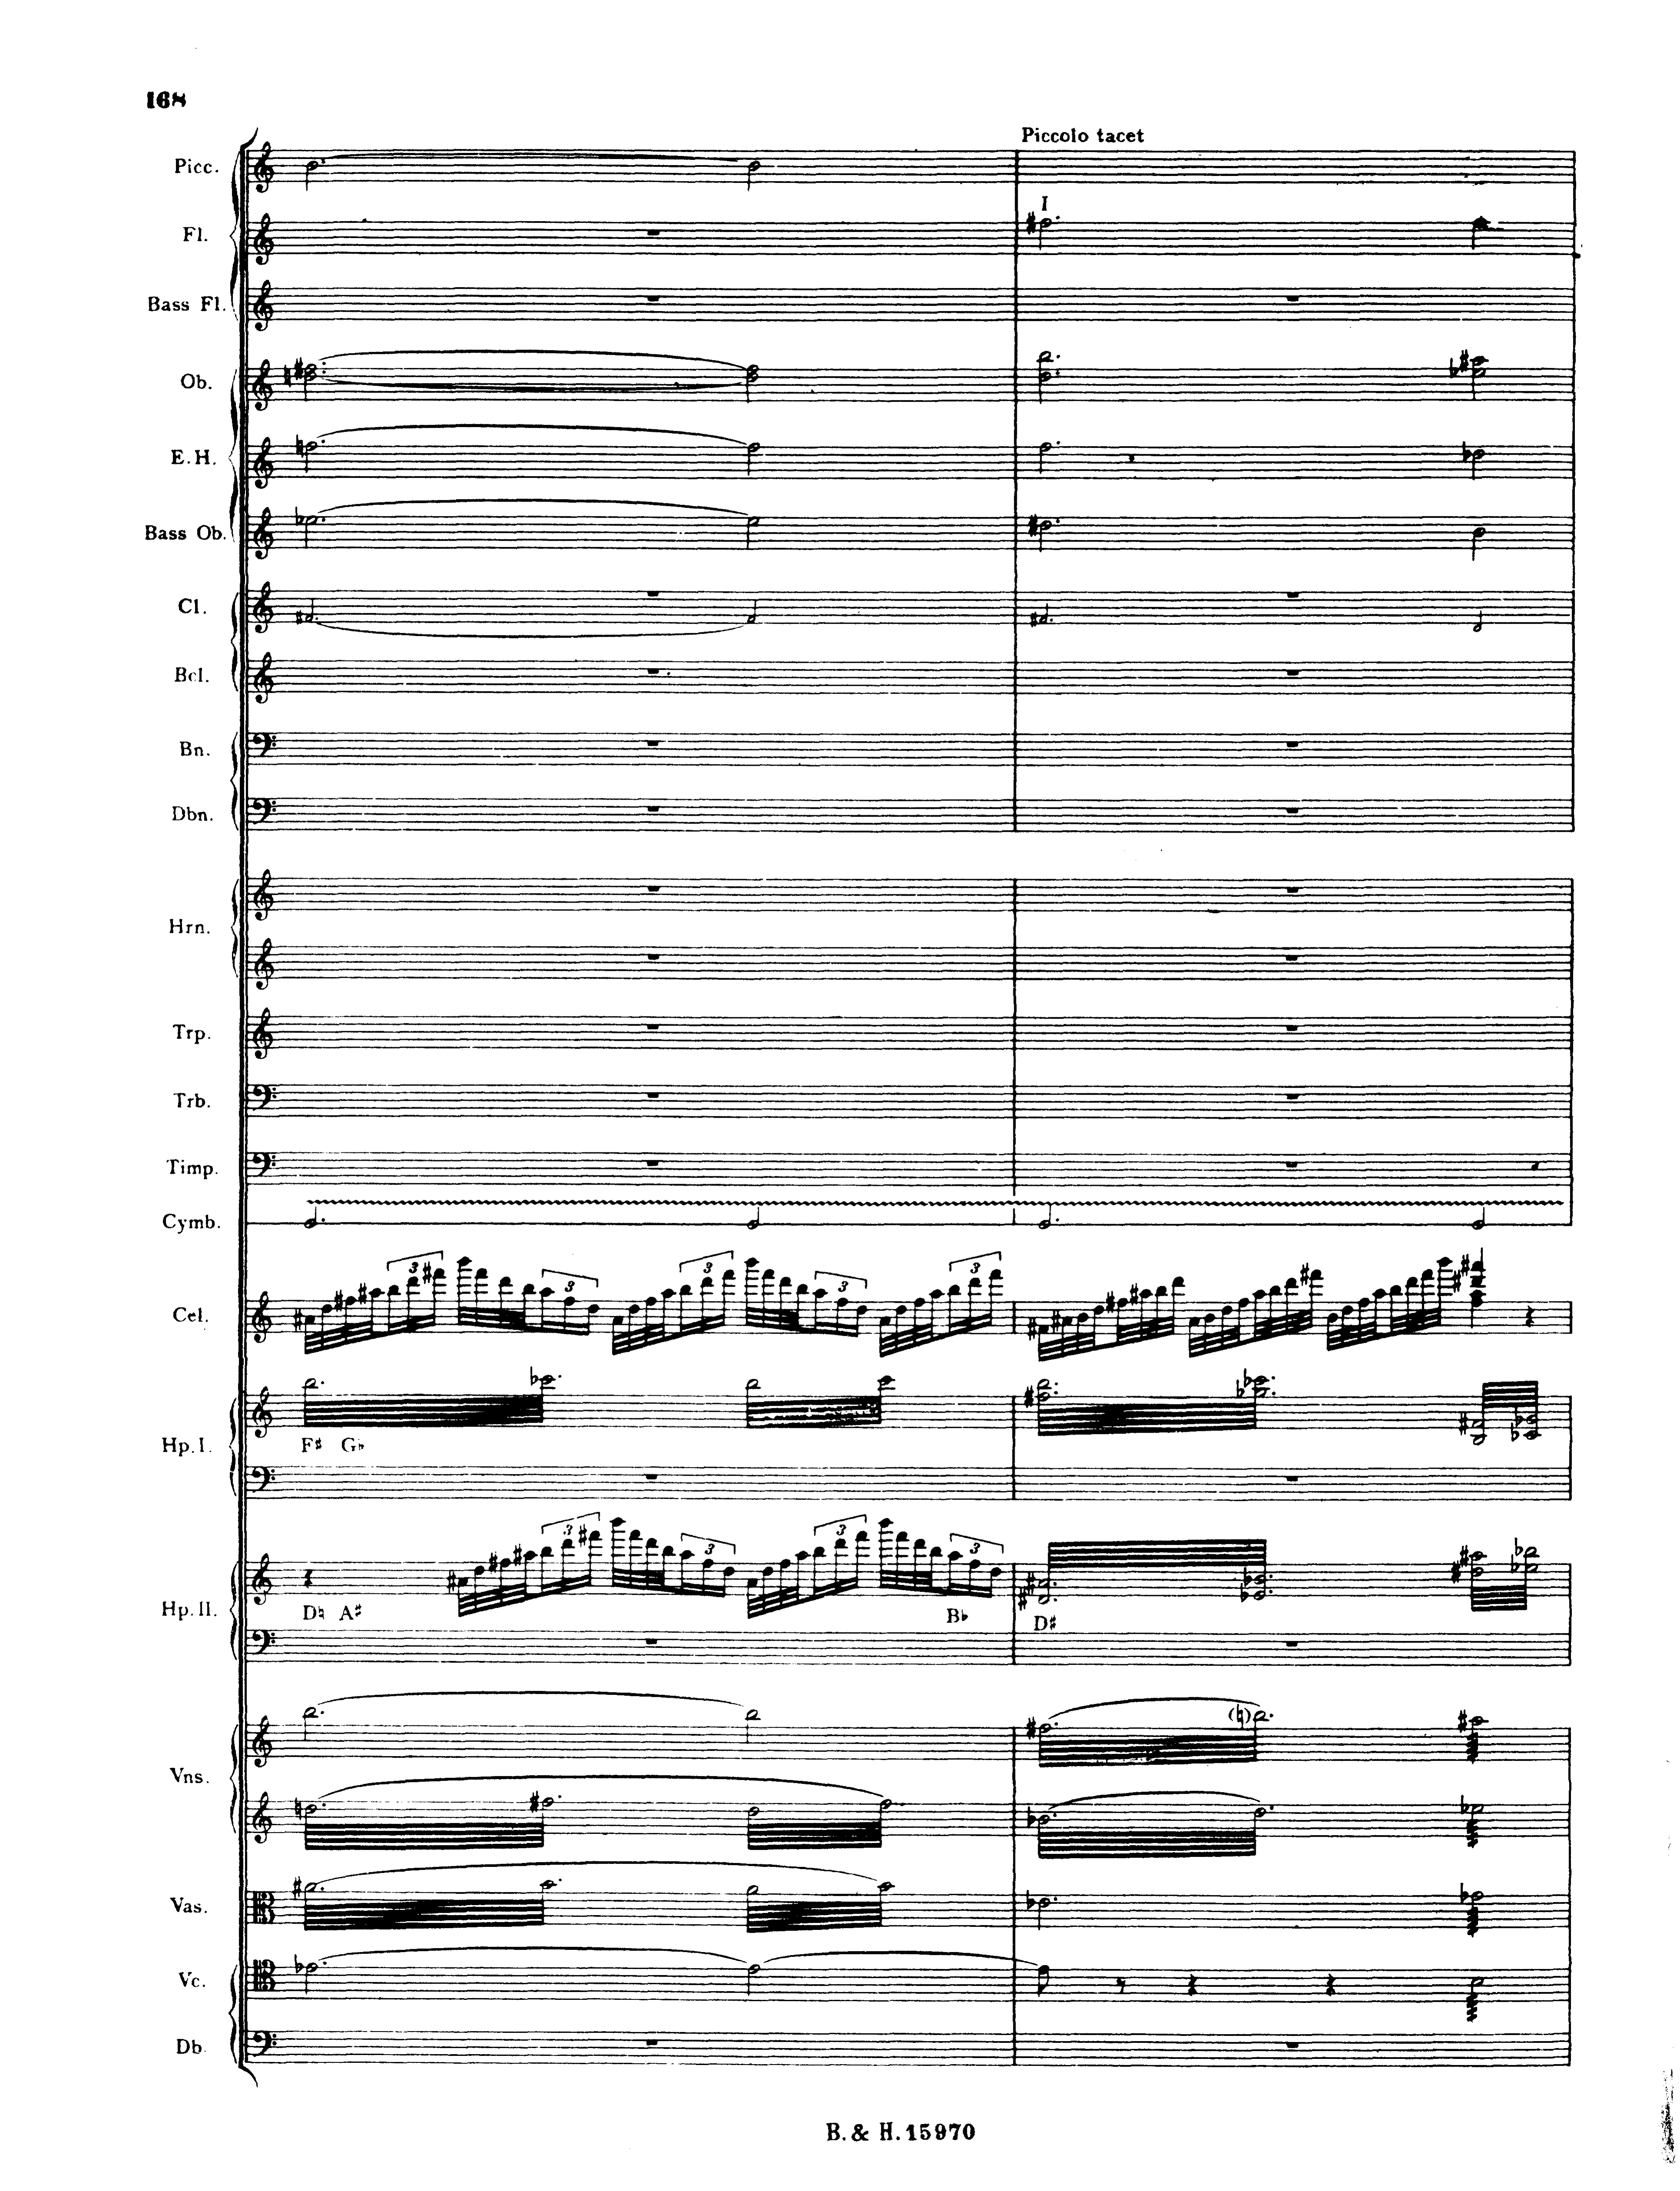 168
Piccolo tacet
Picc.
I
Fl.
Bass Fl.
Ob.
E.H.
Bass Ob.
Cl.
Bcl.
Bn.
Dbn.
Hrn.
Trp.
Trb.
Timp.
Cymb.
3 3 3 3 3
Cel.
F♯ G♭
Hp.I.
3 3 3 3
D♮ A♯ B♭ D♯
Hp.II.
Vns.
Vas.
Vc.
Db.
B. & H. 15970